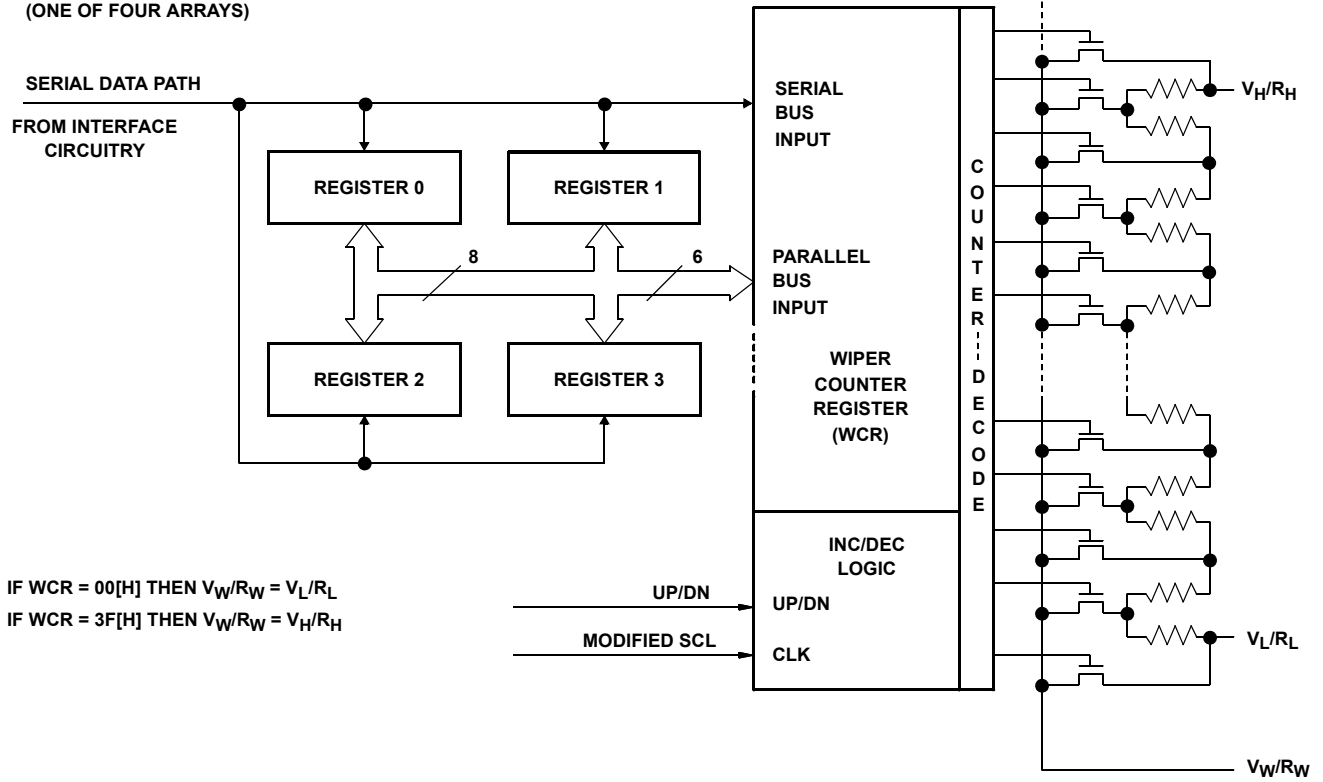 (ONE OF FOUR ARRAYS)
SERIAL DATA PATH
FROM INTERFACE
CIRCUITRY
REGISTER 0
REGISTER 1
8
6
REGISTER 2
REGISTER 3
SERIAL
BUS
INPUT
PARALLEL
BUS
INPUT
WIPER
COUNTER
REGISTER
(WCR)
INC/DEC
LOGIC
UP/DN
UP/DN
MODIFIED SCL
CLK
COUNTER
DECODE
VH/RH
VL/RL
VW/RW
IF WCR = 00[H] THEN VW/RW = VL/RL
IF WCR = 3F[H] THEN VW/RW = VH/RH